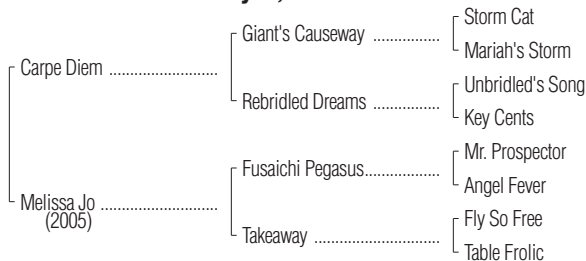 Storm Cat
Giant's Causeway ................
Mariah's Storm
Carpe Diem ..........................
Unbridled's Song
Rebridled Dreams ................
Key Cents
Mr. Prospector
Fusaichi Pegasus..................
Angel Fever
Melissa Jo ............................
(2005)
Fly So Free
Takeaway ..............................
Table Frolic